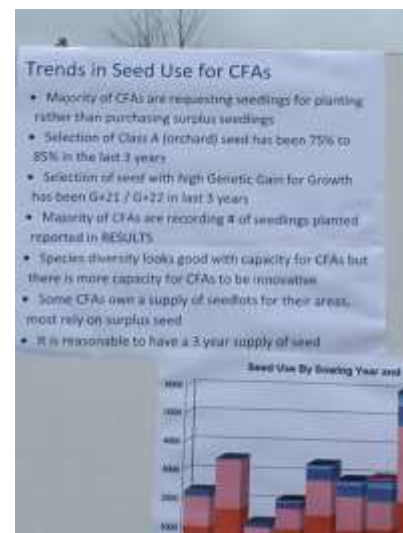 Trends in Seed Use for CFAs
• Majority of CFAs are requesting seedlings for planting
rather than purchasing surplus seedlings
• Selection of Class A (orchard) seed has been 75% to
85% in the last 3 years
• Selection of seed with high Genetic Gain for Growth
has been G+21 / G+22 in last 3 years
• Majority of CFAs are recording # of seedlings planted
reported in RESULTS
• Species diversity looks good with capacity for CFAs but
there is more capacity for CFAs to be innovative
• Some CFAs own a supply of seedlots for their areas,
most rely on surplus seed
• It is reasonable to have a 3 year supply of seed
Seed Use By Sowing Year and